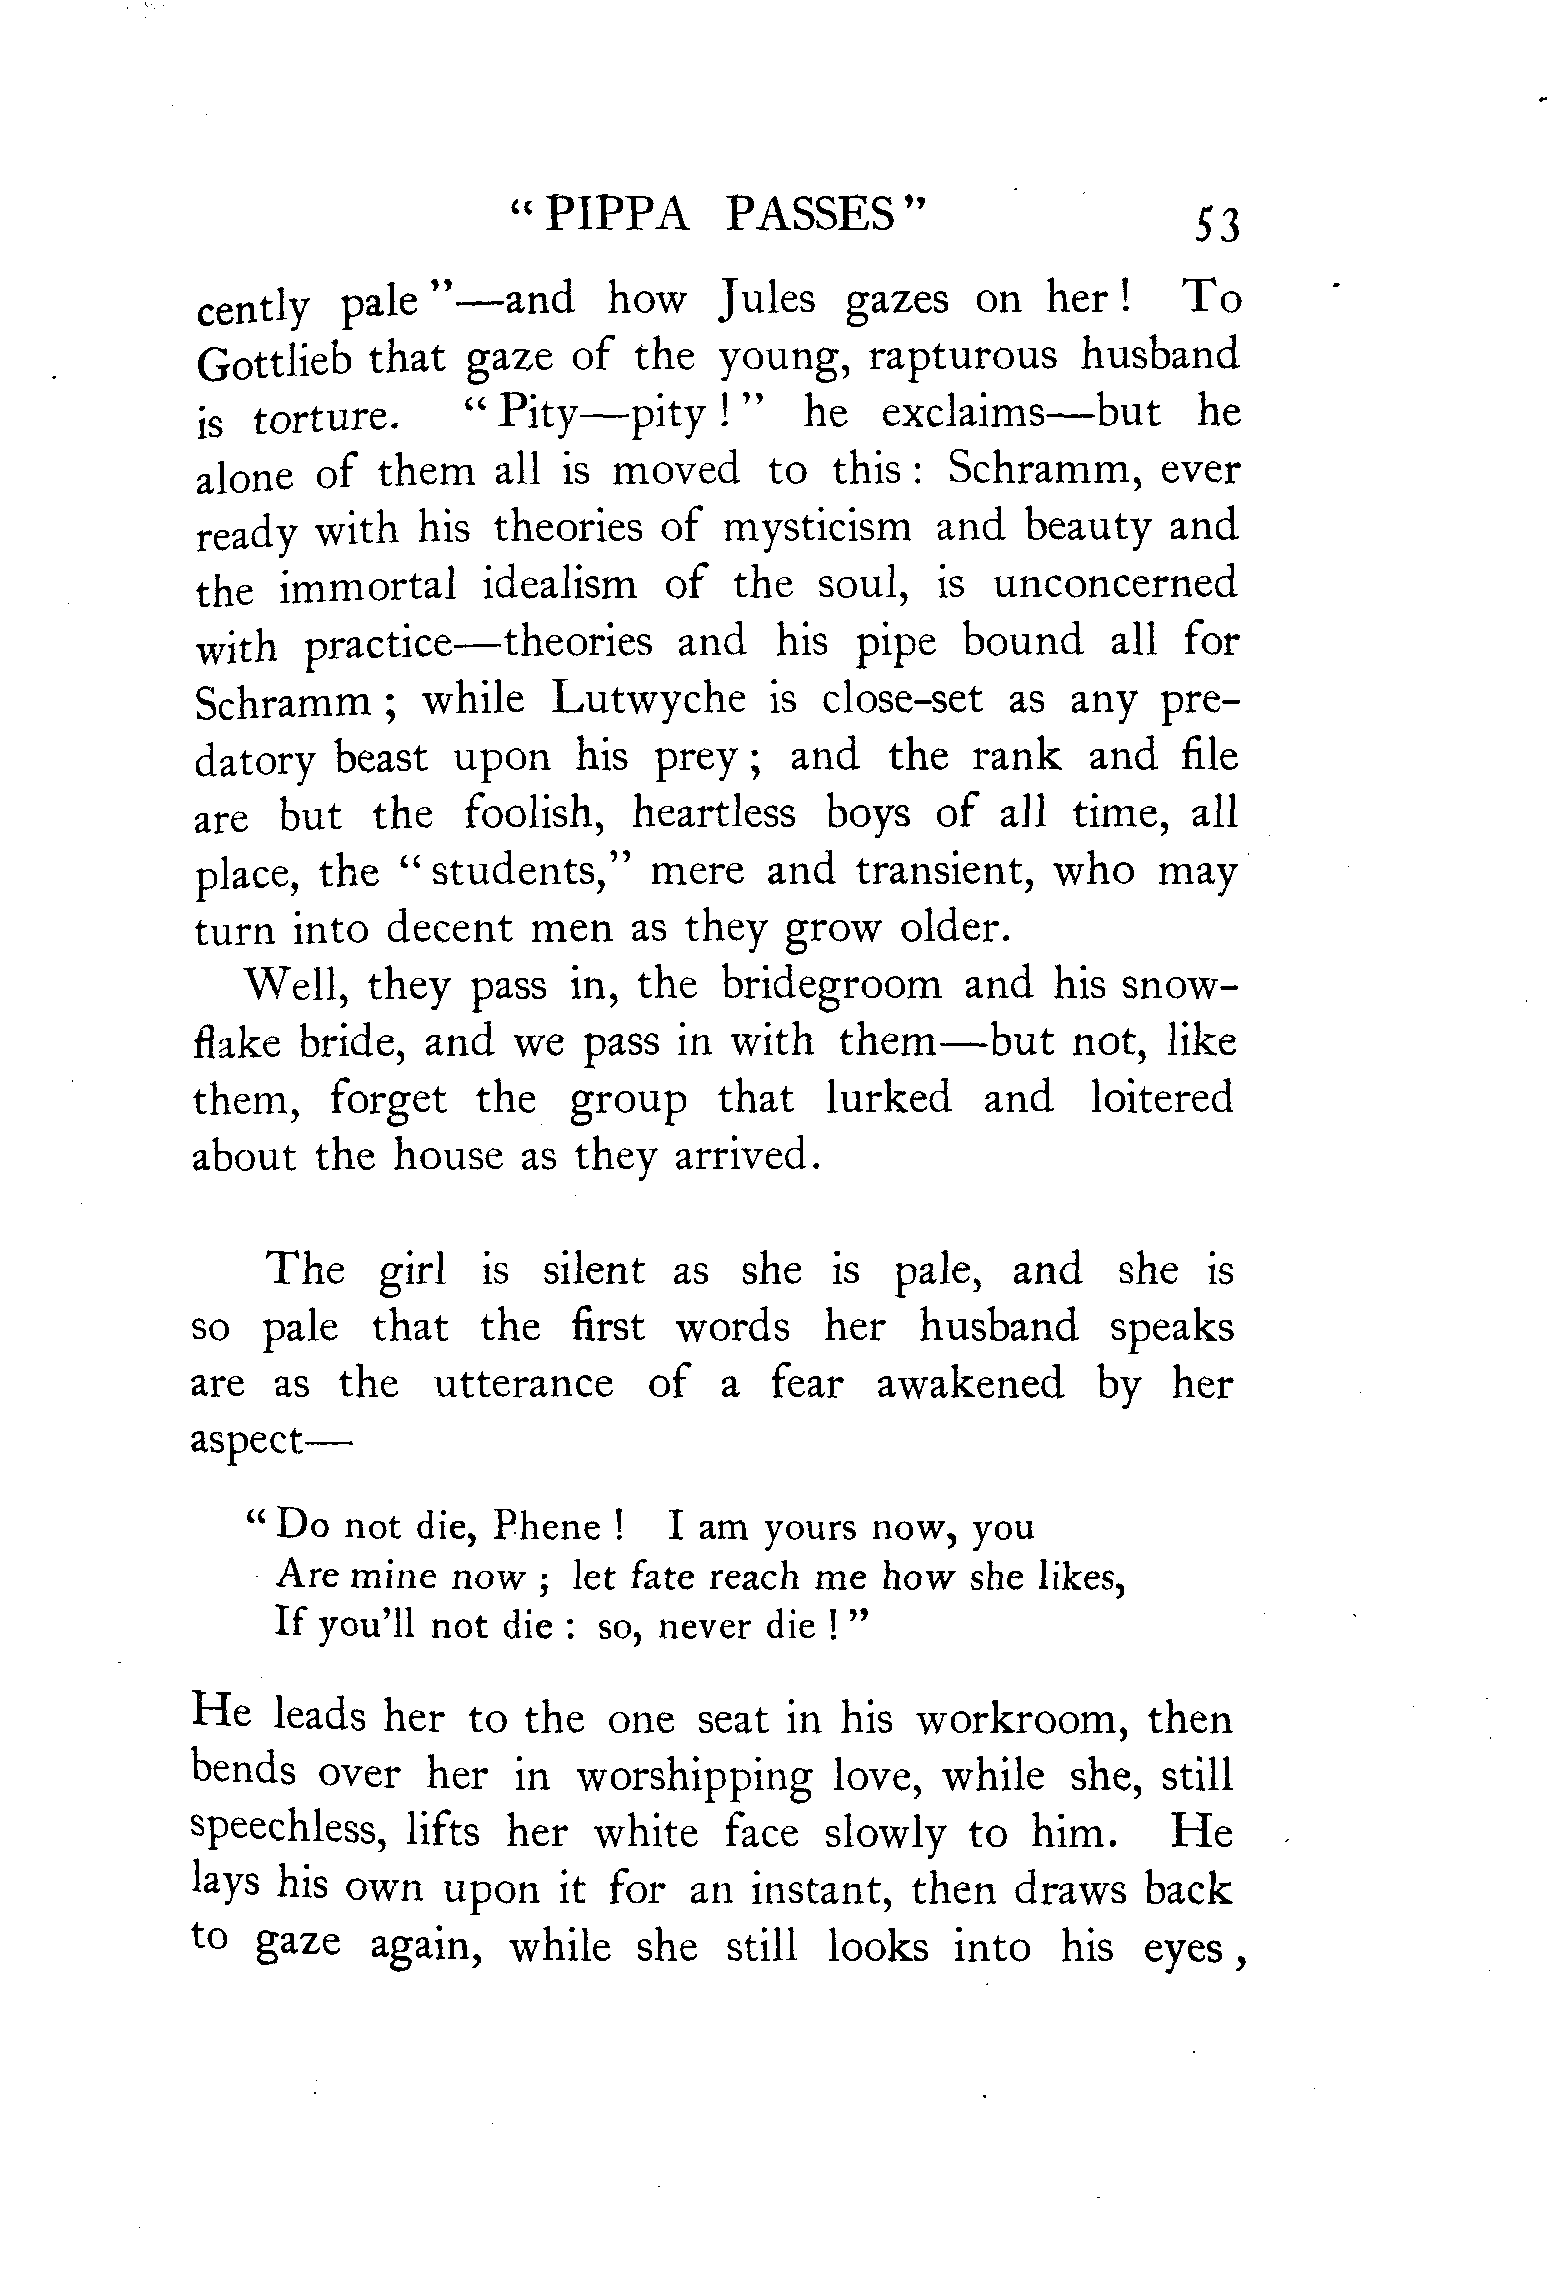 "PIPPA PASSES" 53
cently pale"—and how Jules gazes on her! To
Gottlieb that gaze of the young, rapturous husband
is torture. "Pity—pity!" he exclaims—but he
alone of them all is moved to this: Schramm, ever
ready with his theories of mysticism and beauty and
the immortal idealism of the soul, is unconcerned
with practice—theories and his pipe bound all for
Schramm; while Lutwyche is close-set as any pre-
datory beast upon his prey; and the rank and file
are but the foolish, heartless boys of all time, all
place, the "students," mere and transient, who may
turn into decent men as they grow older.
Well, they pass in, the bridegroom and his snow-
flake bride, and we pass in with them—but not, like
them, forget the group that lurked and loitered
about the house as they arrived.
The girl is silent as she is pale, and she is
so pale that the first words her husband speaks
are as the utterance of a fear awakened by her
aspect—
"Do not die, Phene! I am yours now, you
Are mine now; let fate reach me how she likes,
If you'll not die: so, never die!"
He leads her to the one seat in his workroom, then
bends over her in worshipping love, while she, still
speechless, lifts her white face slowly to him. He
lays his own upon it for an instant, then draws back
to gaze again, while she still looks into his eyes,